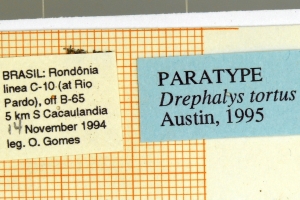 BRASIL: Rondônia
linea C-10 (at Rio
Pardo), off B-65
5 km S Cacaulandia
14 November 1994
leg. O. Gomes
PARATYPE
Drephalys tortus
Austin, 1995